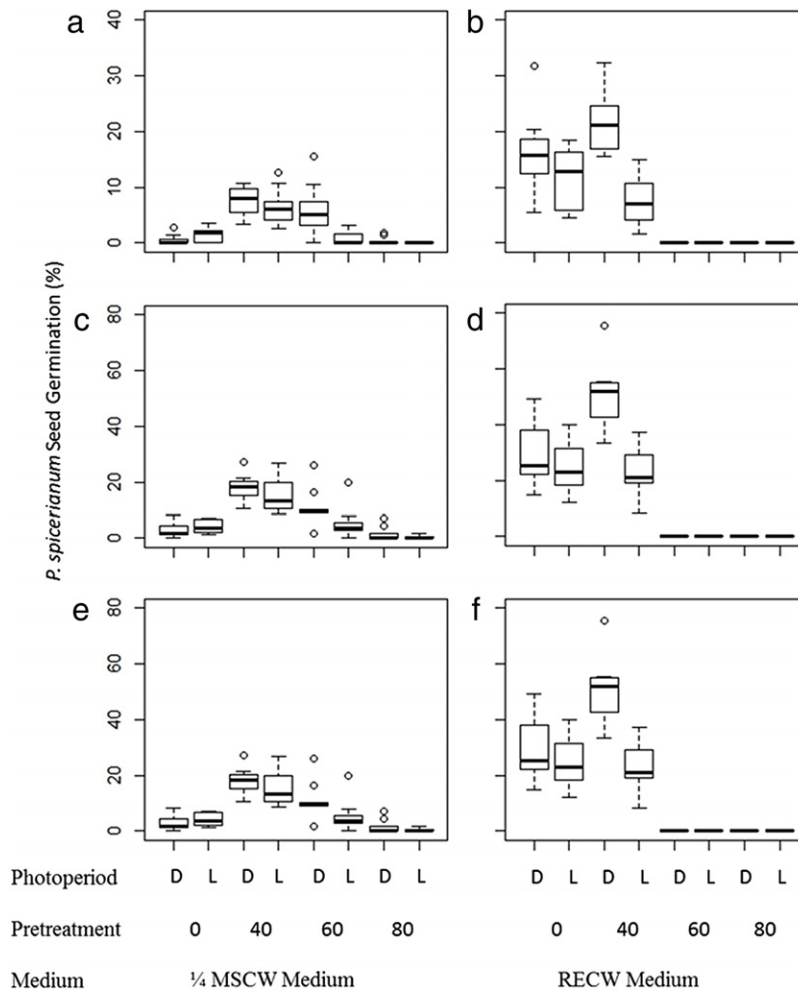 a
b
40
30
20
10
0
P. spicerianum Seed Germination (%)
c
d
80
60
40
20
0
e
f
80
60
40
20
0
Photoperiod D L D L D L D L D L D L D L D L
Pretreatment 0 40 60 80 0 40 60 80
Medium ¼ MSCW Medium RECW Medium